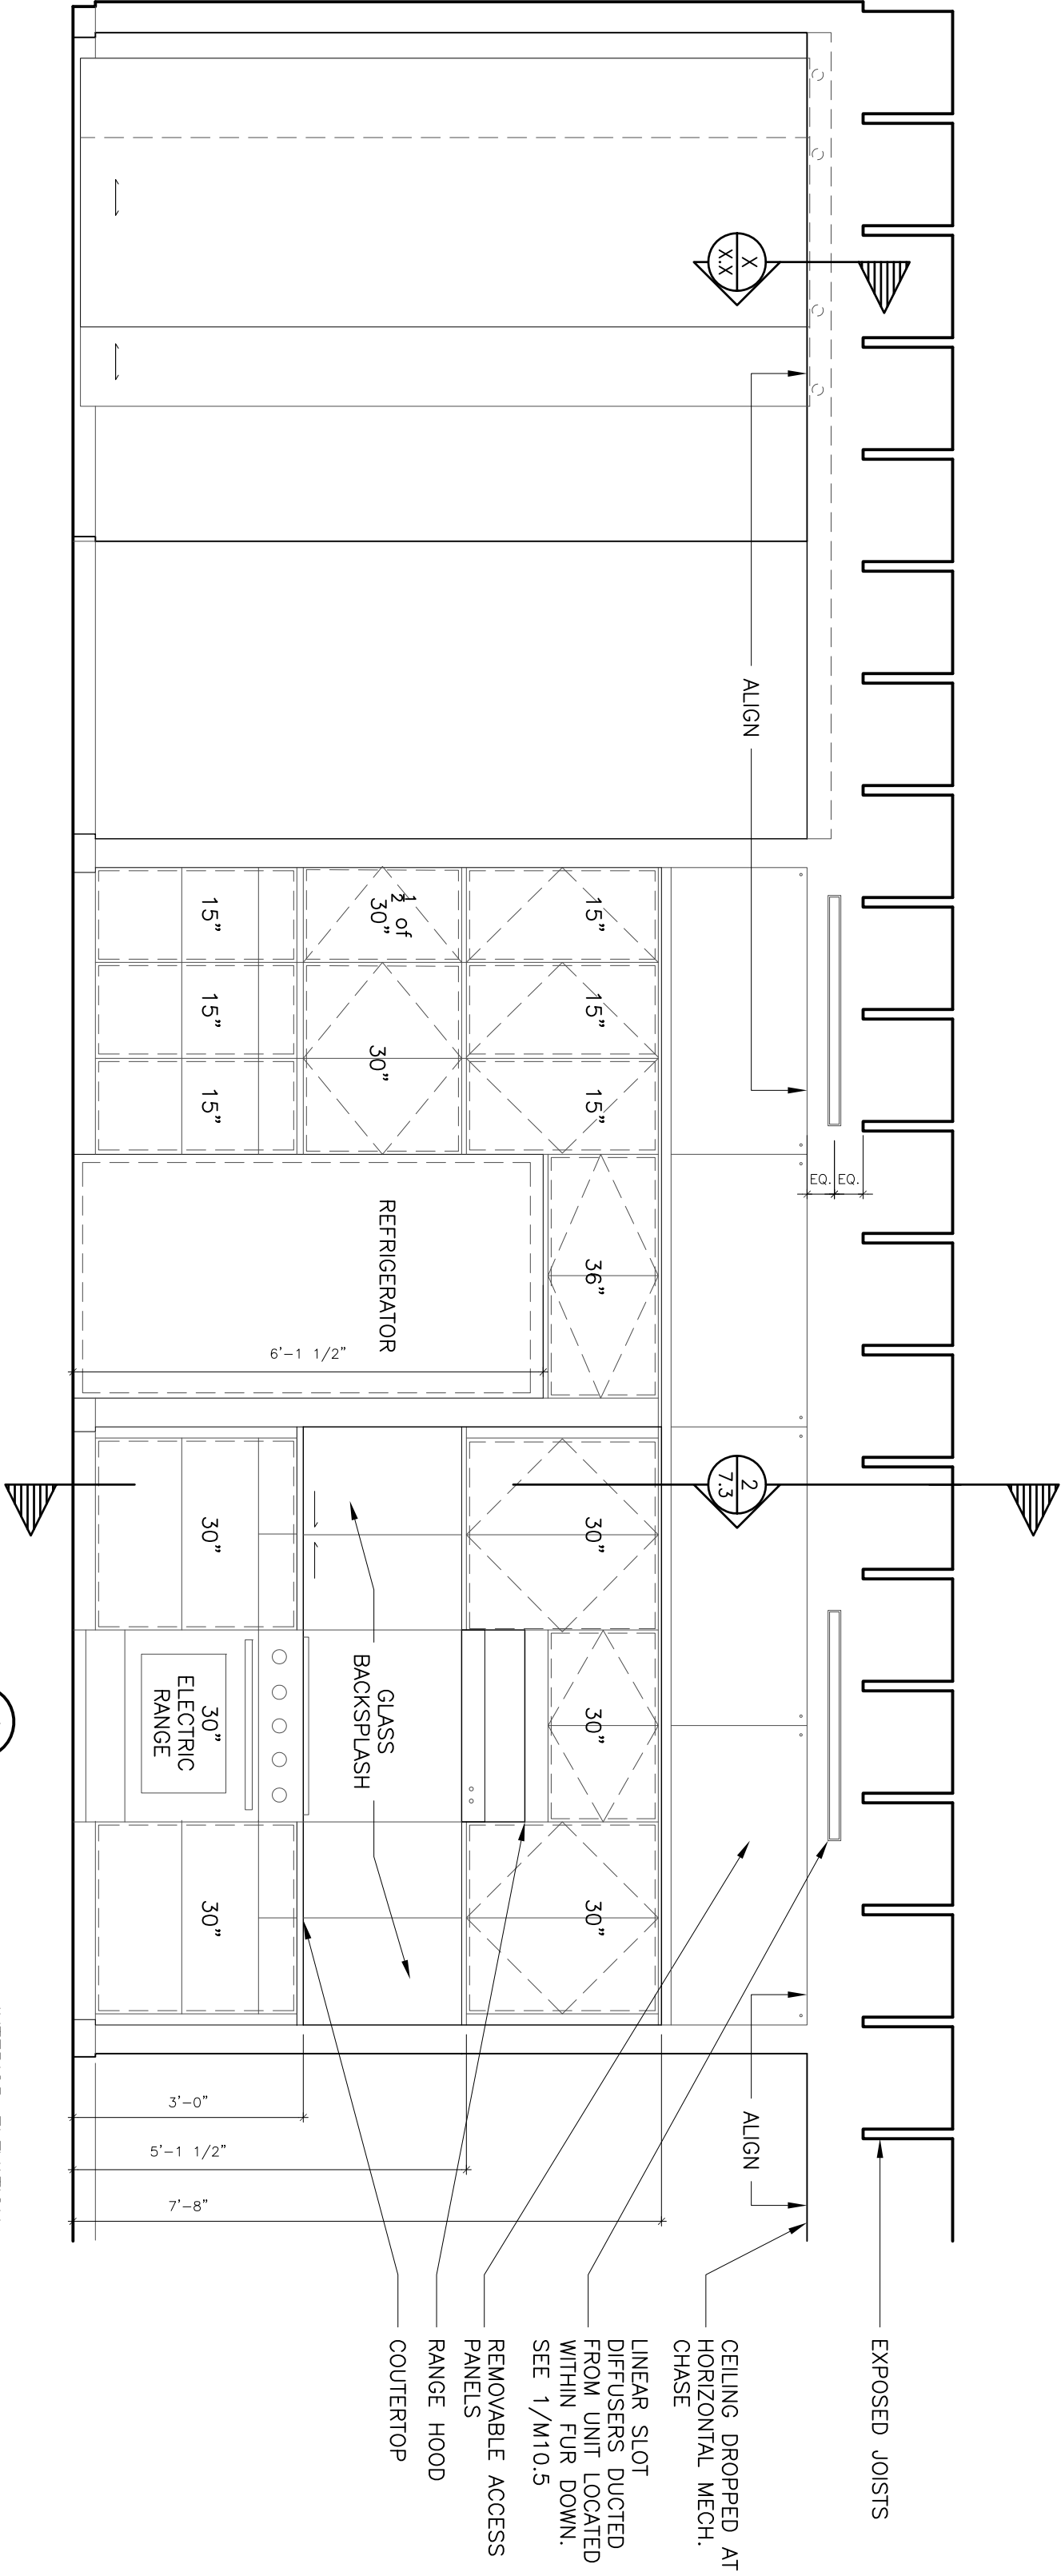 EXPOSED JOISTS
CEILING DROPPED AT
HORIZONTAL MECH.
CHASE
LINEAR SLOT
DIFFUSERS DUCTED
FROM UNIT LOCATED
WITHIN FUR DOWN.
SEE 1/M10.5
REMOVABLE ACCESS
PANELS
RANGE HOOD
COUTERTOP
X
X.X
ALIGN
ALIGN
EQ.
EQ.
2
7.3
15"
15"
15"
36"
30"
30"
30"
1/2 of
30"
30"
REFRIGERATOR
6'-1 1/2"
GLASS
BACKSPLASH
15"
15"
15"
30"
30"
ELECTRIC
RANGE
30"
3'-0"
5'-1 1/2"
7'-8"